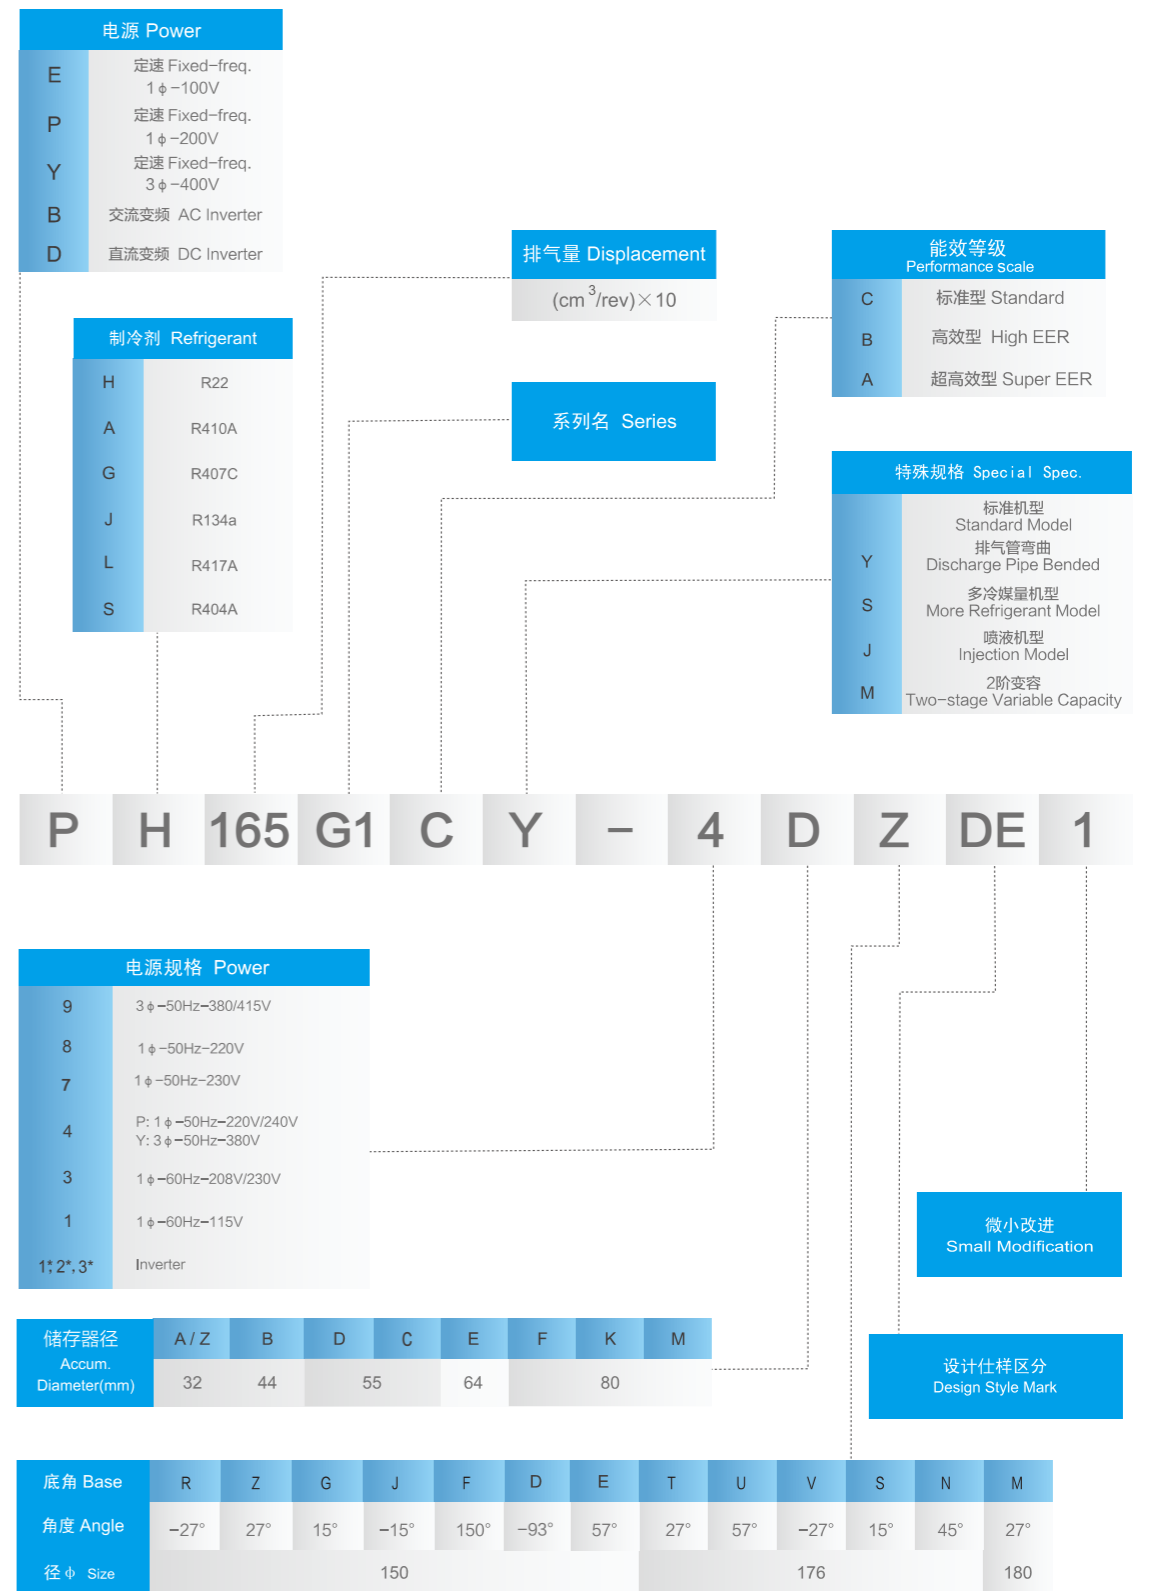 电源 Power
E 定速 Fixed-freq.
1φ-100V
P 定速 Fixed-freq.
1φ-200V
Y 定速 Fixed-freq.
3φ-400V
B 交流变频 AC Inverter
D 直流变频 DC Inverter
制冷剂 Refrigerant
H R22
A R410A
G R407C
J R134a
L R417A
S R404A
排气量 Displacement
(cm³/rev)×10
系列名 Series
能效等级
Performance scale
C 标准型 Standard
B 高效型 High EER
A 超高效型 Super EER
特殊规格 Special Spec.
标准机型
Standard Model
排气管弯曲
Y Discharge Pipe Bended
多冷媒量机型
S More Refrigerant Model
喷液机型
J Injection Model
2阶变容
M Two-stage Variable Capacity
P H 165 G1 C Y - 4 D Z DE 1
电源规格 Power
9 3φ-50Hz-380/415V
8 1φ-50Hz-220V
7 1φ-50Hz-230V
4 P: 1φ-50Hz-220V/240V
Y: 3φ-50Hz-380V
3 1φ-60Hz-208V/230V
1 1φ-60Hz-115V
1*, 2*, 3* Inverter
微小改进
Small Modification
设计仕样区分
Design Style Mark
储存器径 A/Z B D C E F K M
Accum.
Diameter(mm) 32 44 55 64 80
底角 Base R Z G J F D E T U V S N M
角度 Angle -27° 27° 15° -15° 150° -93° 57° 27° 57° -27° 15° 45° 27°
径φ Size 150 176 180